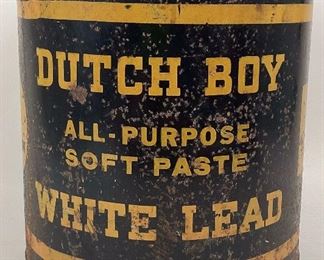 DUTCH BOY
ALL-PURPOSE
SOFT PASTE
WHITE LEAD